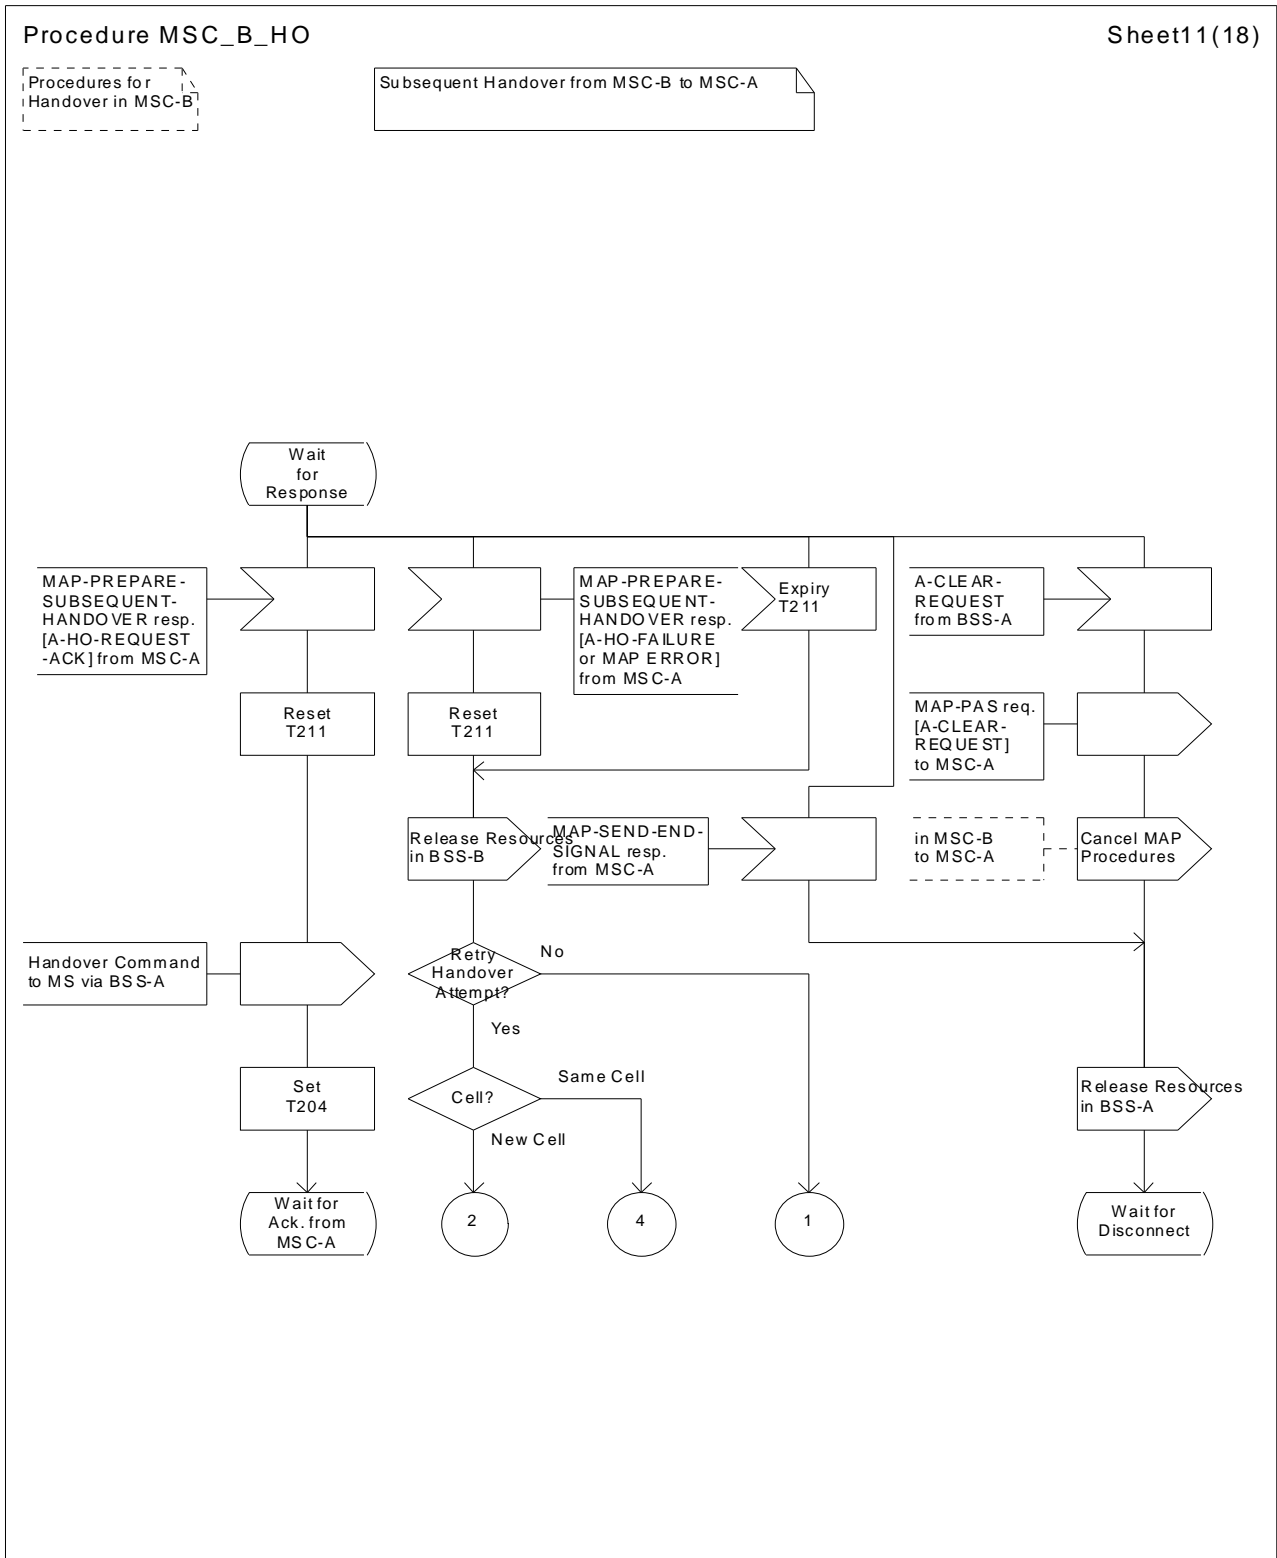 Procedure MSC_B_HO
Sheet11(18)
Procedures for
Handover in MSC-B
Subsequent Handover from MSC-B to MSC-A
Wait
for
Response
MAP-PREPARE-
SUBSEQUENT-
HANDOVER resp.
[A-HO-REQUEST
-ACK] from MSC-A
MAP-PREPARE-
SUBSEQUENT-
HANDOVER resp.
[A-HO-FAILURE
or MAP ERROR]
from MSC-A
Expiry
T211
A-CLEAR-
REQUEST
from BSS-A
Reset
T211
Reset
T211
MAP-PAS req.
[A-CLEAR-
REQUEST]
to MSC-A
Release Resources
in BSS-B
MAP-SEND-END-
SIGNAL resp.
from MSC-A
in MSC-B
to MSC-A
Cancel MAP
Procedures
Handover Command
to MS via BSS-A
Retry
Handover
Attempt?
No
Yes
Set
T204
Cell?
Same Cell
New Cell
Release Resources
in BSS-A
Wait for
Ack. from
MSC-A
2
4
1
Wait for
Disconnect